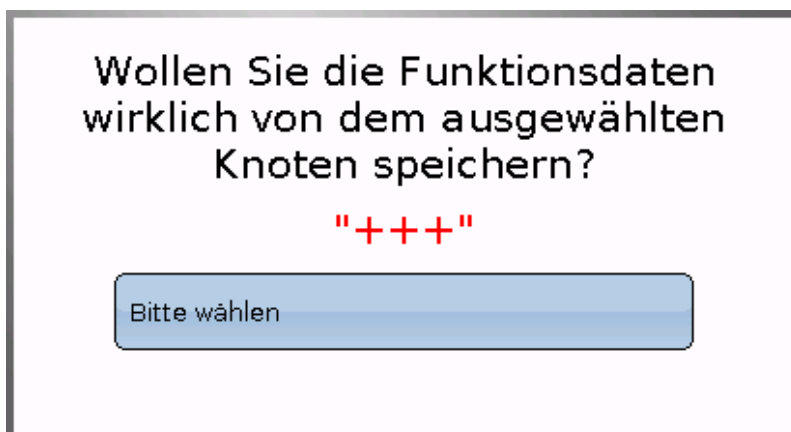 Wollen Sie die Funktionsdaten
wirklich von dem ausgewählten
Knoten speichern?
"+++"
Bitte wählen